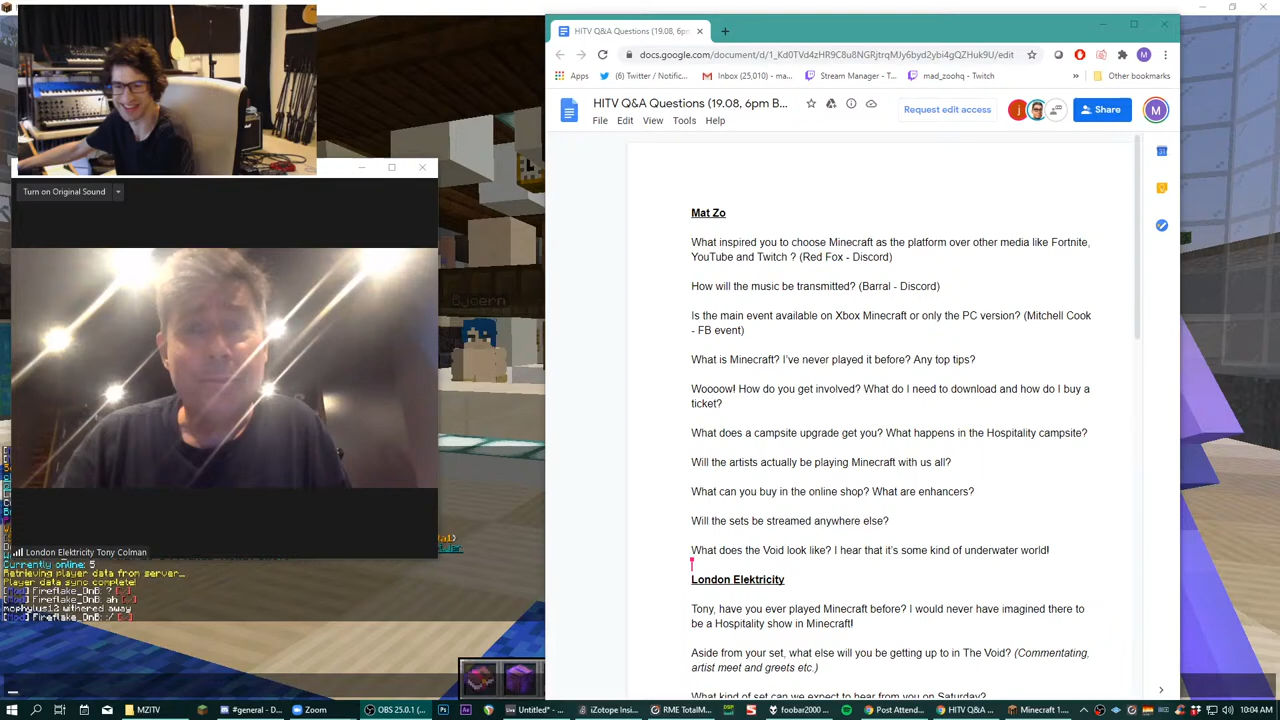 HITV Q&A Questions (19.08, 6pm
docs.google.com/document/d/1_
/edit
Apps
(6) Twitter / Notific...
Inbox (25,010) - ma...
Stream Manager - T...
mad_zoohq - Twitch
»
Other bookmarks
HITV Q&A Questions (19.08, 6pm B...
Request edit access
Share
M
File Edit View Tools Help
Turn on Original Sound
Mat Zo
What inspired you to choose Minecraft as the platform over other media like Fortnite,
YouTube and Twitch ? (Red Fox - Discord)
How will the music be transmitted? (Barral - Discord)
Is the main event available on Xbox Minecraft or only the PC version? (Mitchell Cook
- FB event)
What is Minecraft? I've never played it before? Any top tips?
Wooooow! How do you get involved? What do I need to download and how do I buy a
ticket?
What does a campsite upgrade get you? What happens in the Hospitality campsite?
Will the artists actually be playing Minecraft with us all?
What can you buy in the online shop? What are enhancers?
Will the sets be streamed anywhere else?
What does the Void look like? I hear that it's some kind of underwater world!
London Elektricity
Tony, have you ever played Minecraft before? I would never have imagined there to
be a Hospitality show in Minecraft!
Aside from your set, what else will you be getting up to in The Void? (Commentating,
artist meet and greets etc.)
What kind of set can we expect to hear from you on Saturday?
Bjoern
London Elektricity Tony Colman
Currently online: 5
Retrieving player data from server...
Player data sync complete!
[Mod] Fireflake_DnB: ?
[Mod] Fireflake_DnB: ah
mcphylus12 withered away
[Mod] Fireflake_DnB: :/
MZITV
#general - D...
Zoom
OBS 25.0.1 (...
Untitled* - ...
iZotope Insi...
RME TotalM...
foobar2000 ...
Post Attend...
HITV Q&A ...
Minecraft 1....
10:04 AM